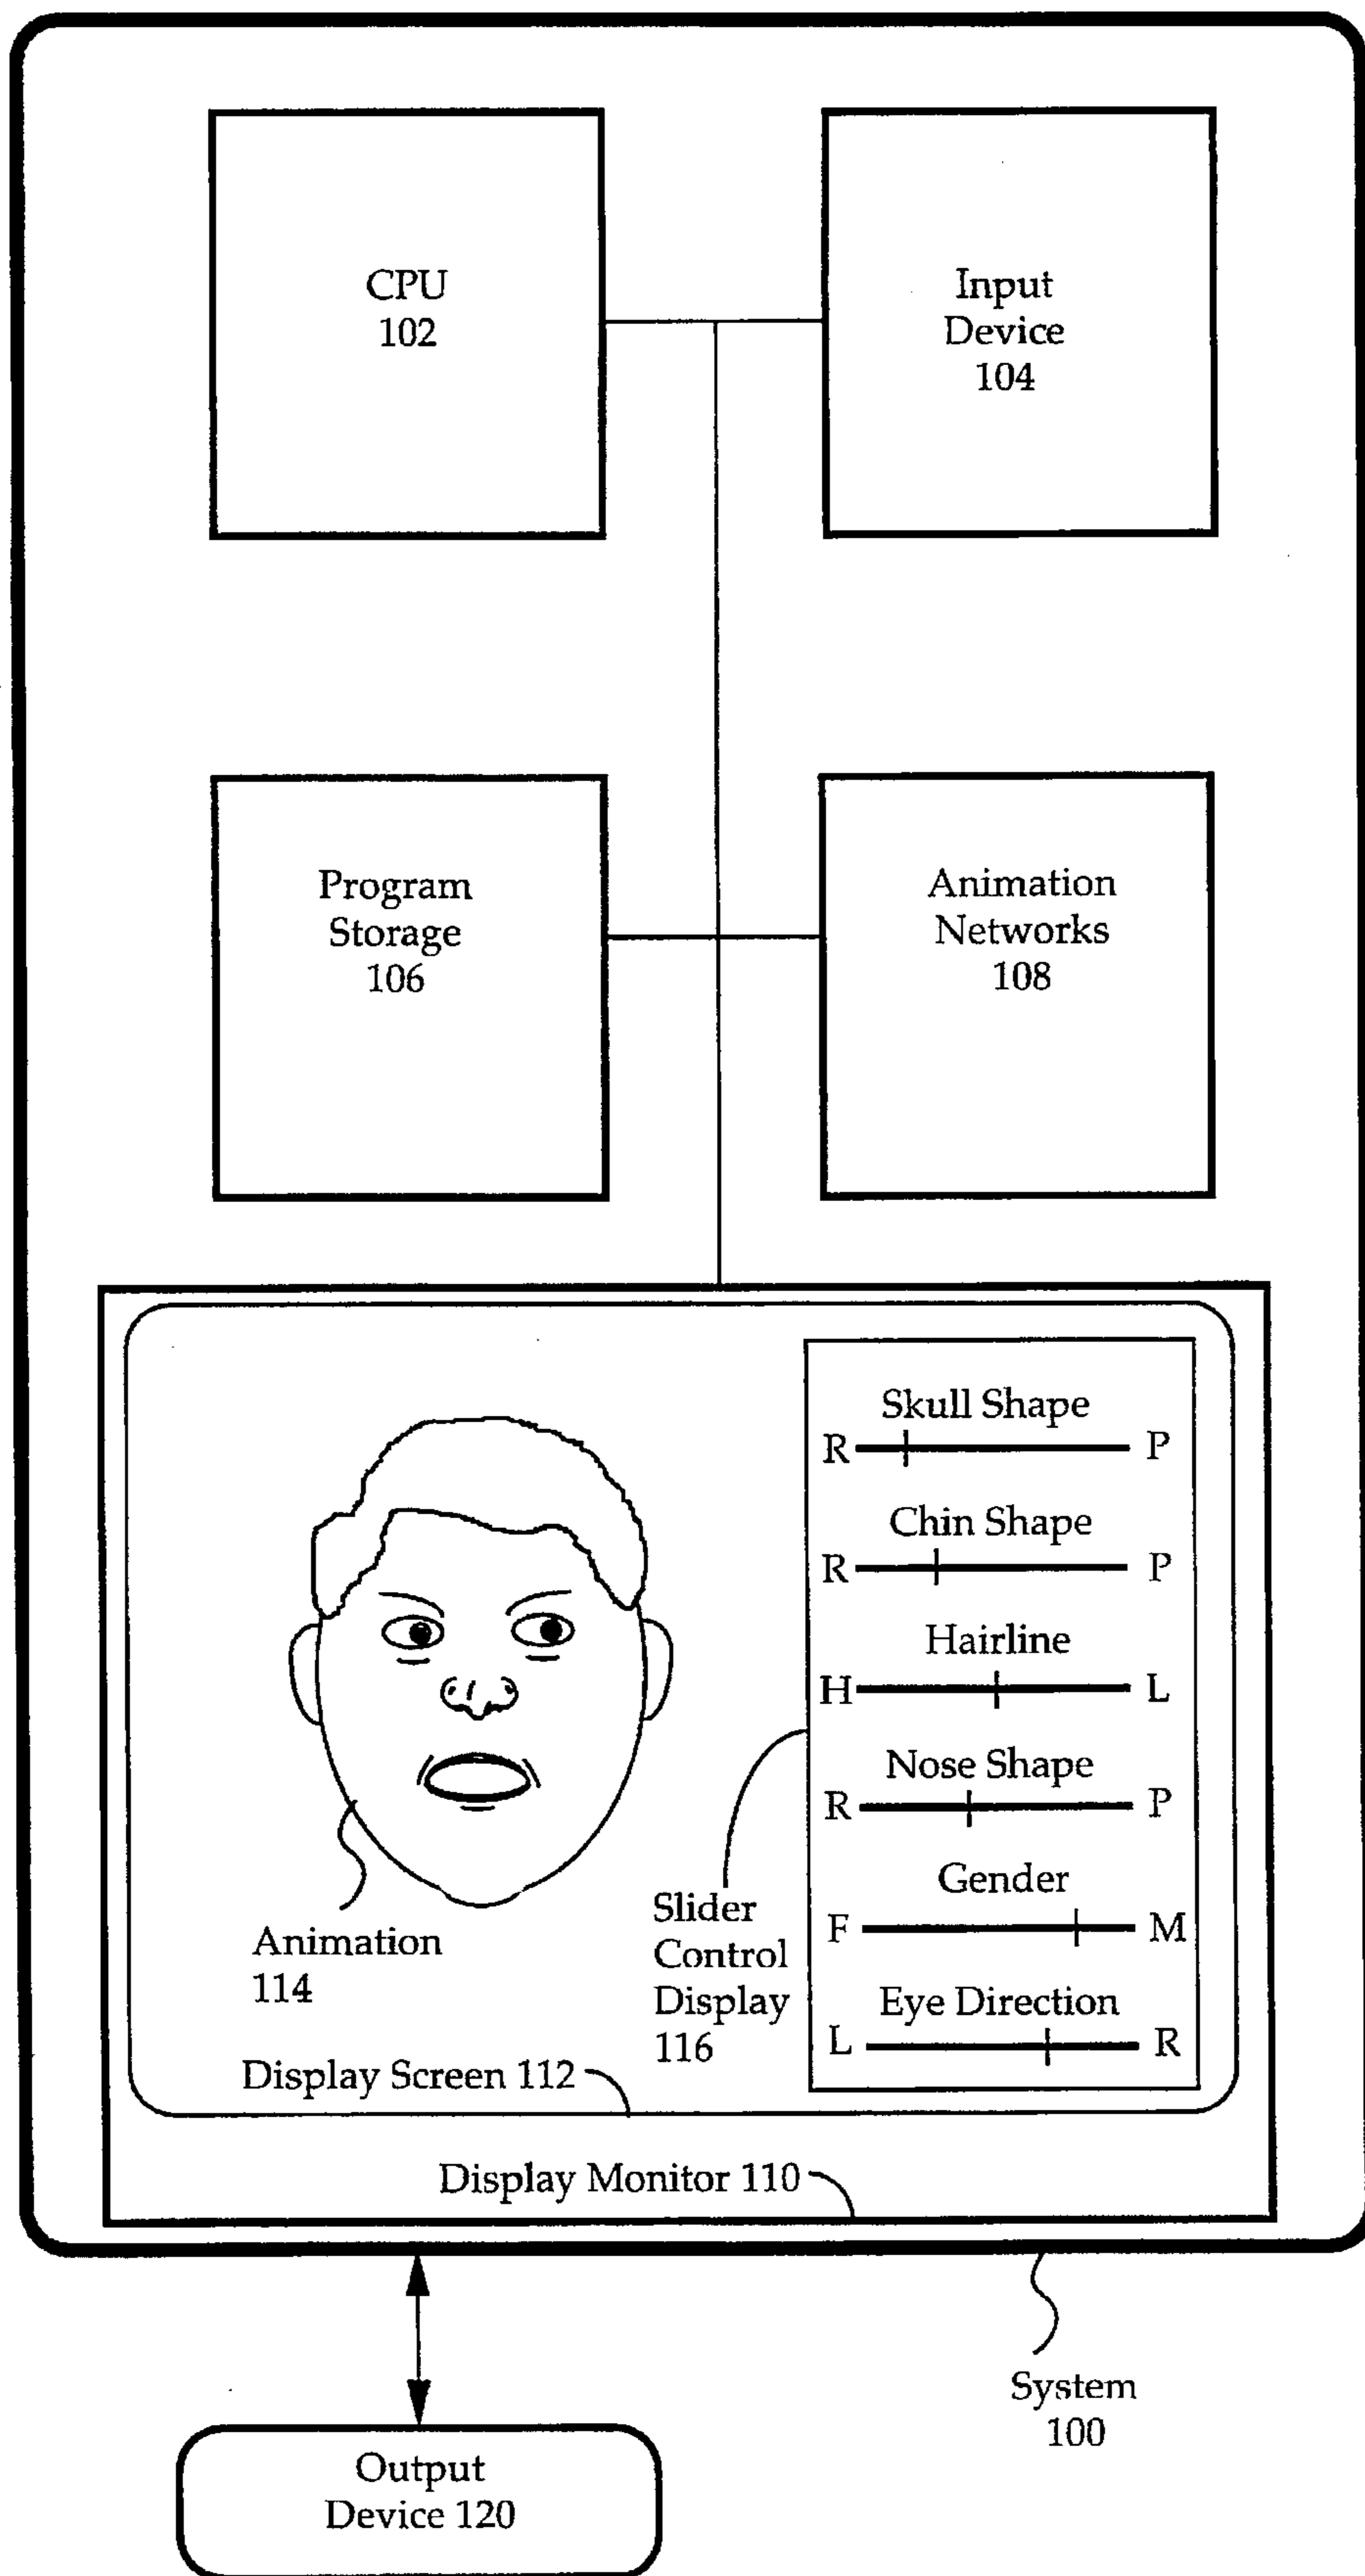 CPU
102
Input
Device
104
Program
Storage
106
Animation
Networks
108
Skull Shape
R P
Chin Shape
R P
Hairline
H L
Nose Shape
R P
Gender
F M
Eye Direction
L R
Slider
Control
Display
116
Animation
114
Display Screen 112
Display Monitor 110
System
100
Output
Device 120